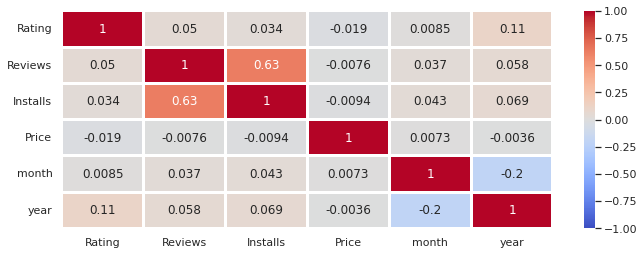 Rating 1 0.05 0.034 -0.019 0.0085 0.11
Reviews 0.05 1 0.63 -0.0076 0.037 0.058
Installs 0.034 0.63 1 -0.0094 0.043 0.069
Price -0.019 -0.0076 -0.0094 1 0.0073 -0.0036
month 0.0085 0.037 0.043 0.0073 1 -0.2
year 0.11 0.058 0.069 -0.0036 -0.2 1
Rating Reviews Installs Price month year
1.00
0.75
0.50
0.25
0.00
−0.25
−0.50
−0.75
−1.00